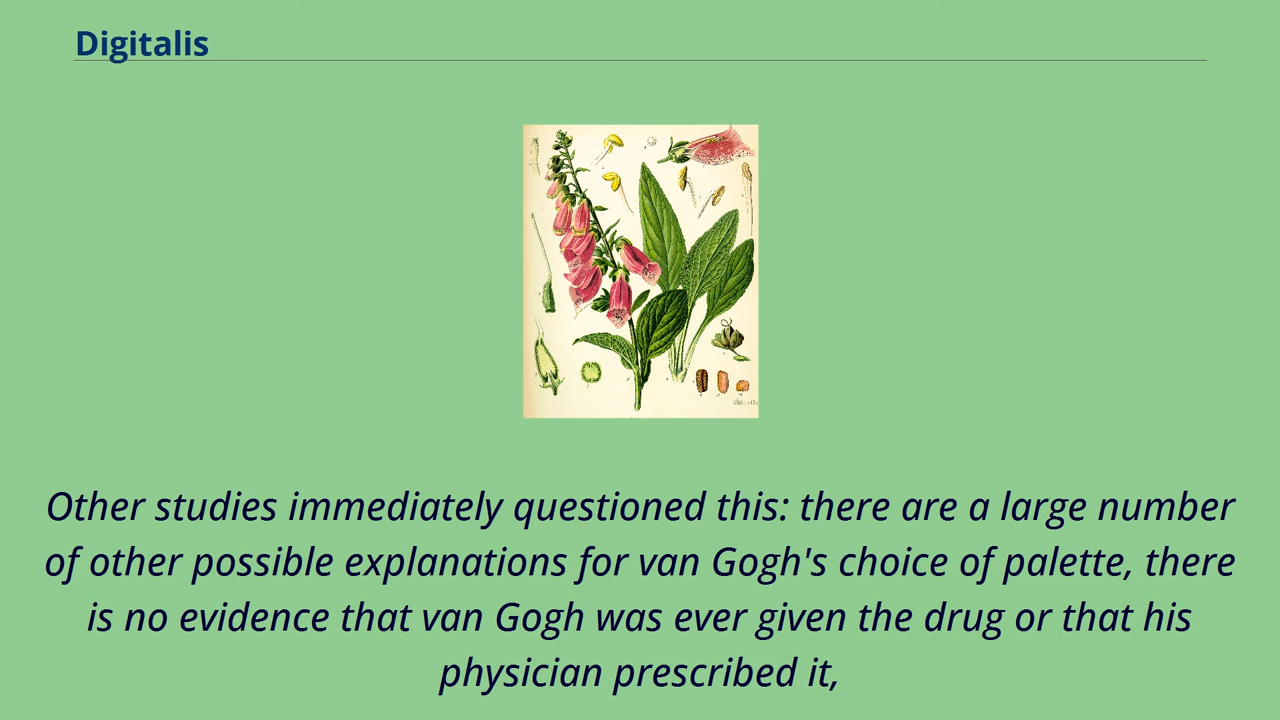 Digitalis
Other studies immediately questioned this: there are a large number
of other possible explanations for van Gogh's choice of palette, there
is no evidence that van Gogh was ever given the drug or that his
physician prescribed it,